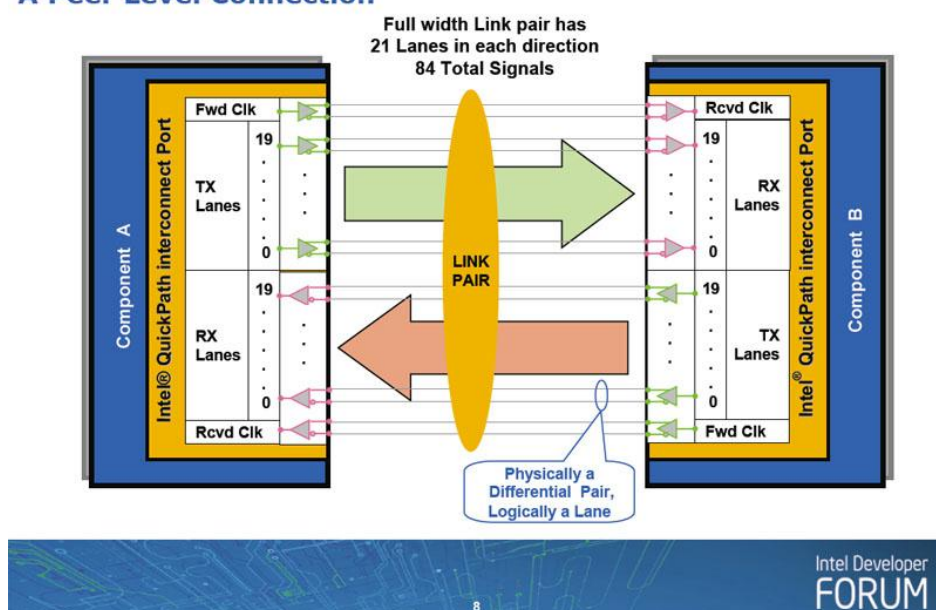 A Peer-Level Connection
Full width Link pair has
21 Lanes in each direction
84 Total Signals
Component A
Intel® QuickPath interconnect Port
Fwd Clk
19
TX
Lanes
0
19
RX
Lanes
0
Rcvd Clk
LINK
PAIR
Rcvd Clk
19
RX
Lanes
0
19
TX
Lanes
0
Fwd Clk
Intel® QuickPath interconnect Port
Component B
Physically a
Differential Pair,
Logically a Lane
8
Intel Developer
FORUM